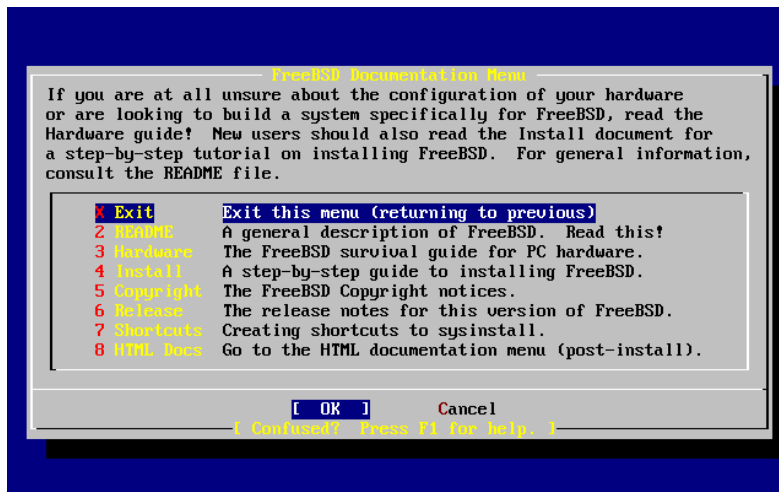 FreeBSD Documentation Menu
If you are at all unsure about the configuration of your hardware
or are looking to build a system specifically for FreeBSD, read the
Hardware guide!  New users should also read the Install document for
a step-by-step tutorial on installing FreeBSD.  For general information,
consult the README file.
X Exit Exit this menu (returning to previous)
2 README A general description of FreeBSD.  Read this!
3 Hardware The FreeBSD survival guide for PC hardware.
4 Install A step-by-step guide to installing FreeBSD.
5 Copyright The FreeBSD Copyright notices.
6 Release The release notes for this version of FreeBSD.
7 Shortcuts Creating shortcuts to sysinstall.
8 HTML Docs Go to the HTML documentation menu (post-install).
[ OK ] Cancel
[ Confused?  Press F1 for help. ]